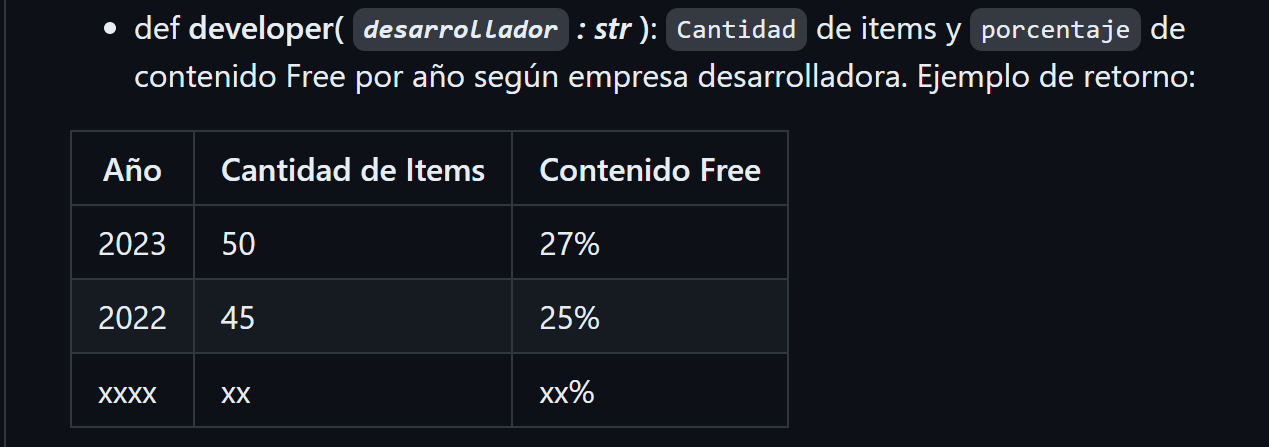 • def developer( desarrollador : str ): Cantidad de items y porcentaje de
contenido Free por año según empresa desarrolladora. Ejemplo de retorno:
Año Cantidad de Items Contenido Free
2023 50 27%
2022 45 25%
xxxx xx xx%